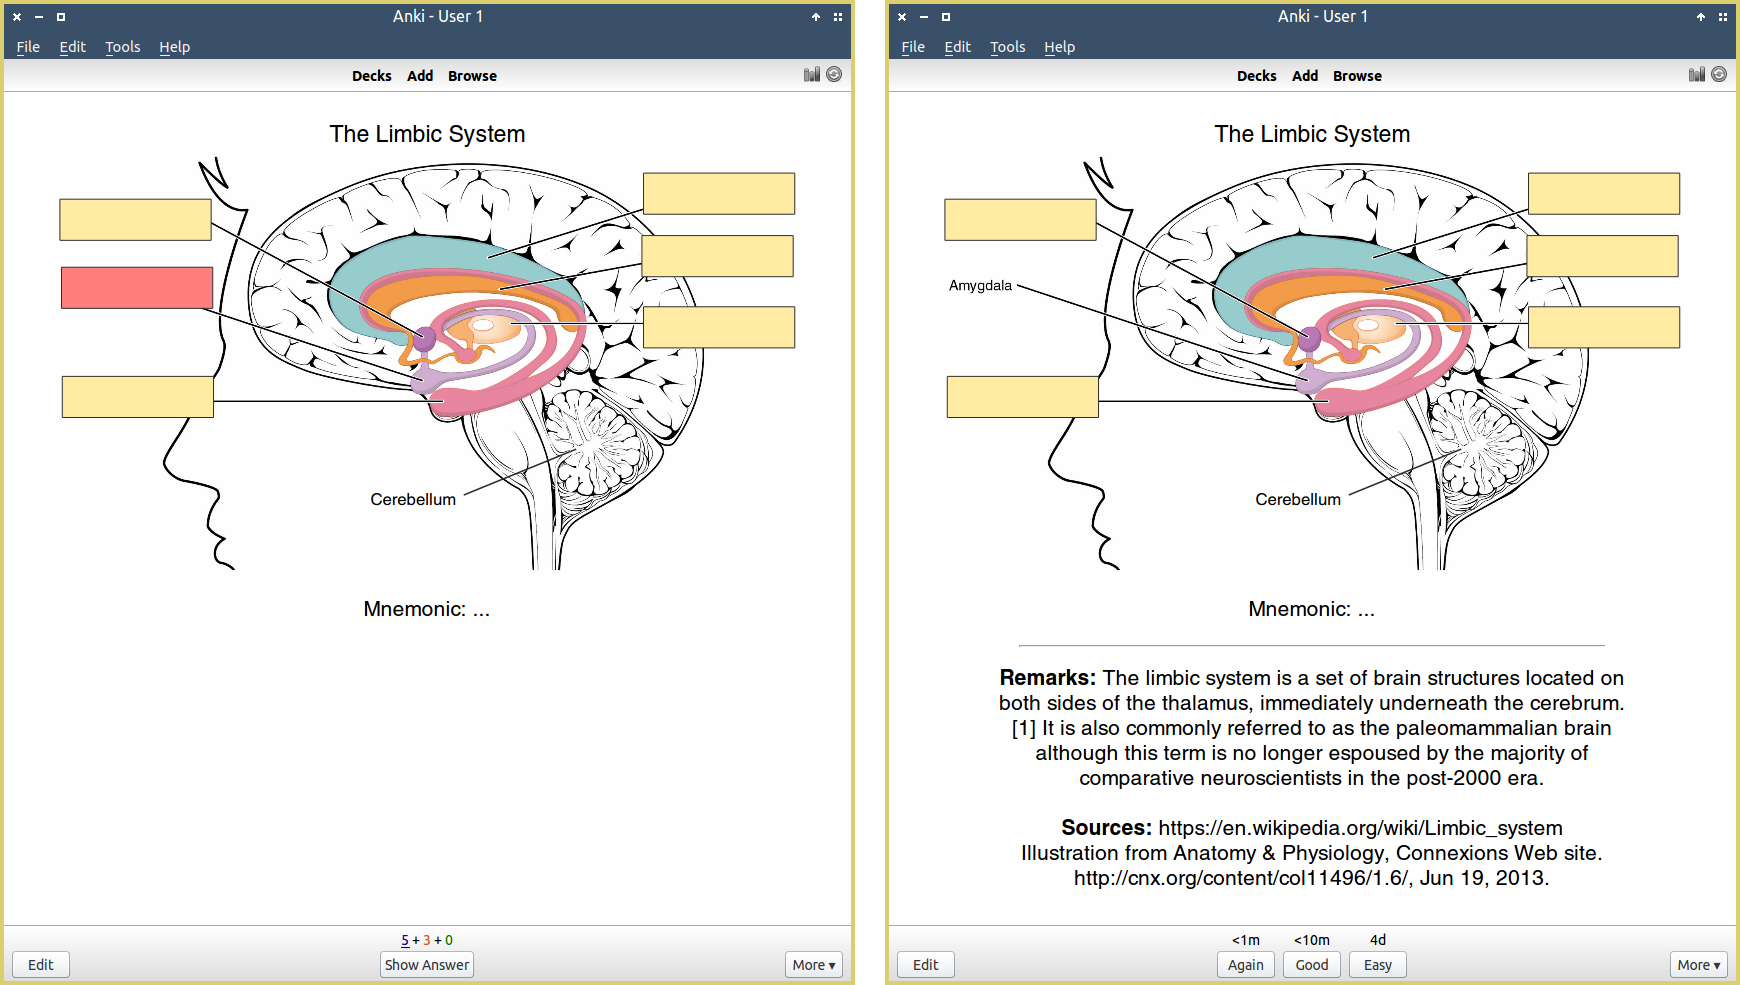 Anki - User 1
File Edit Tools Help
Decks Add Browse
The Limbic System
Cerebellum
Mnemonic: ...
5 + 3 + 0
Edit Show Answer More ▾
Anki - User 1
File Edit Tools Help
Decks Add Browse
The Limbic System
Amygdala
Cerebellum
Mnemonic: ...
Remarks: The limbic system is a set of brain structures located on
both sides of the thalamus, immediately underneath the cerebrum.
[1] It is also commonly referred to as the paleomammalian brain
although this term is no longer espoused by the majority of
comparative neuroscientists in the post-2000 era.
Sources: https://en.wikipedia.org/wiki/Limbic_system
Illustration from Anatomy & Physiology, Connexions Web site.
http://cnx.org/content/col11496/1.6/, Jun 19, 2013.
<1m <10m 4d
Edit Again Good Easy More ▾